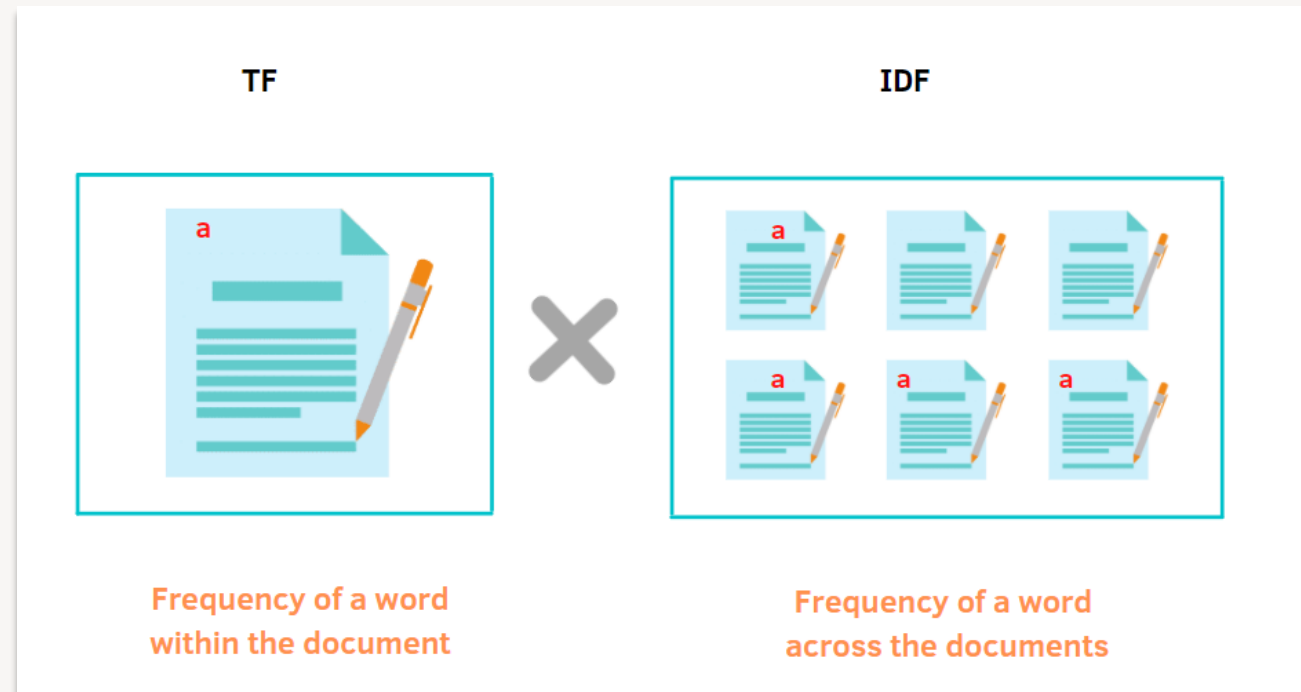 TF
IDF
a
a
a
a
a
Frequency of a word
within the document
Frequency of a word
across the documents